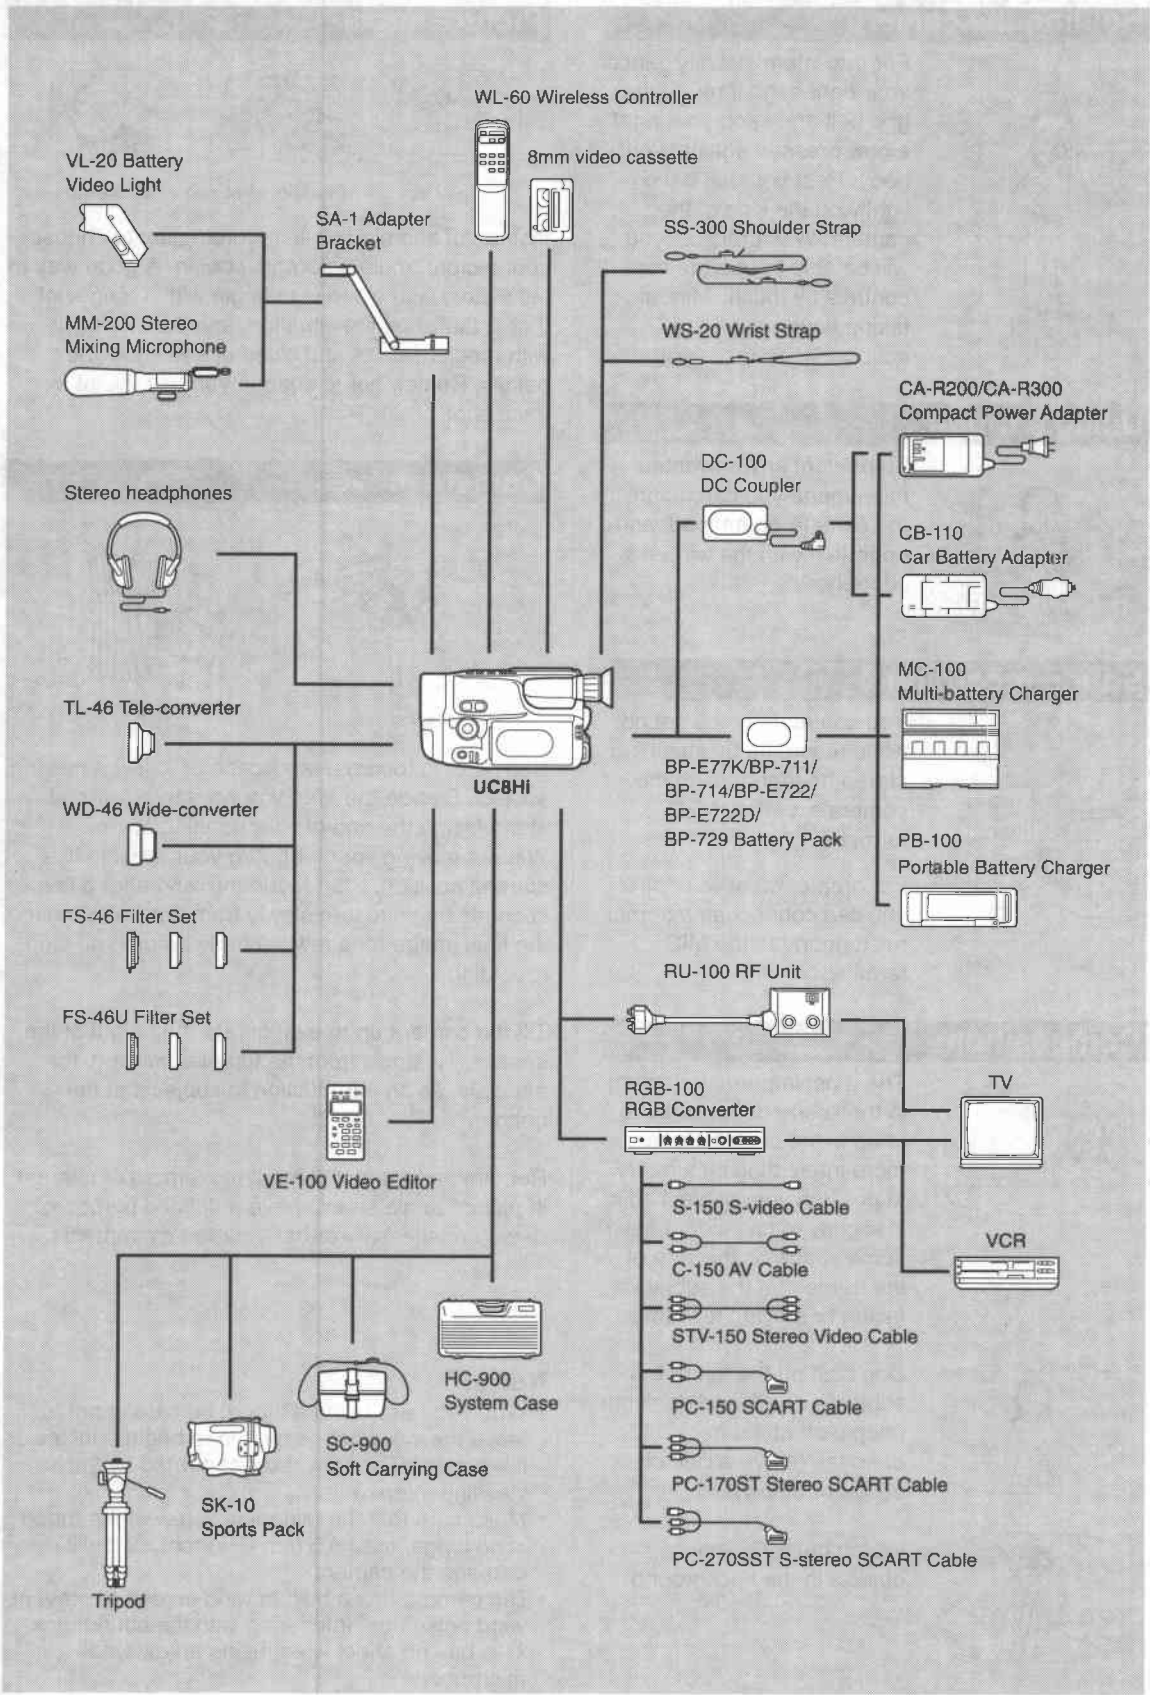 WL-60 Wireless Controller
8mm video cassette
VL-20 Battery
Video Light
SA-1 Adapter
Bracket
SS-300 Shoulder Strap
MM-200 Stereo
Mixing Microphone
WS-20 Wrist Strap
CA-R200/CA-R300
Compact Power Adapter
DC-100
DC Coupler
Stereo headphones
CB-110
Car Battery Adapter
MC-100
Multi-battery Charger
TL-46 Tele-converter
UC8Hi
BP-E77K/BP-711/
BP-714/BP-E722/
BP-E722D/
BP-729 Battery Pack
WD-46 Wide-converter
PB-100
Portable Battery Charger
FS-46 Filter Set
RU-100 RF Unit
FS-46U Filter Set
TV
RGB-100
RGB Converter
VE-100 Video Editor
S-150 S-video Cable
VCR
C-150 AV Cable
STV-150 Stereo Video Cable
HC-900
System Case
PC-150 SCART Cable
SC-900
Soft Carrying Case
PC-170ST Stereo SCART Cable
SK-10
Sports Pack
PC-270SST S-stereo SCART Cable
Tripod